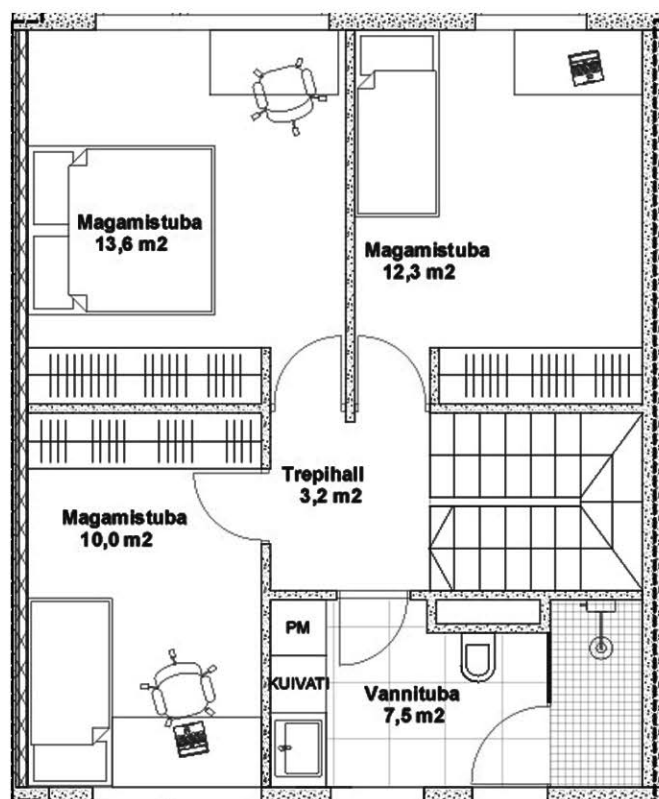 Magamistuba
13,6 m2
Magamistuba
12,3 m2
Trepihall
3,2 m2
Magamistuba
10,0 m2
PM
KUIVATI
Vannituba
7,5 m2